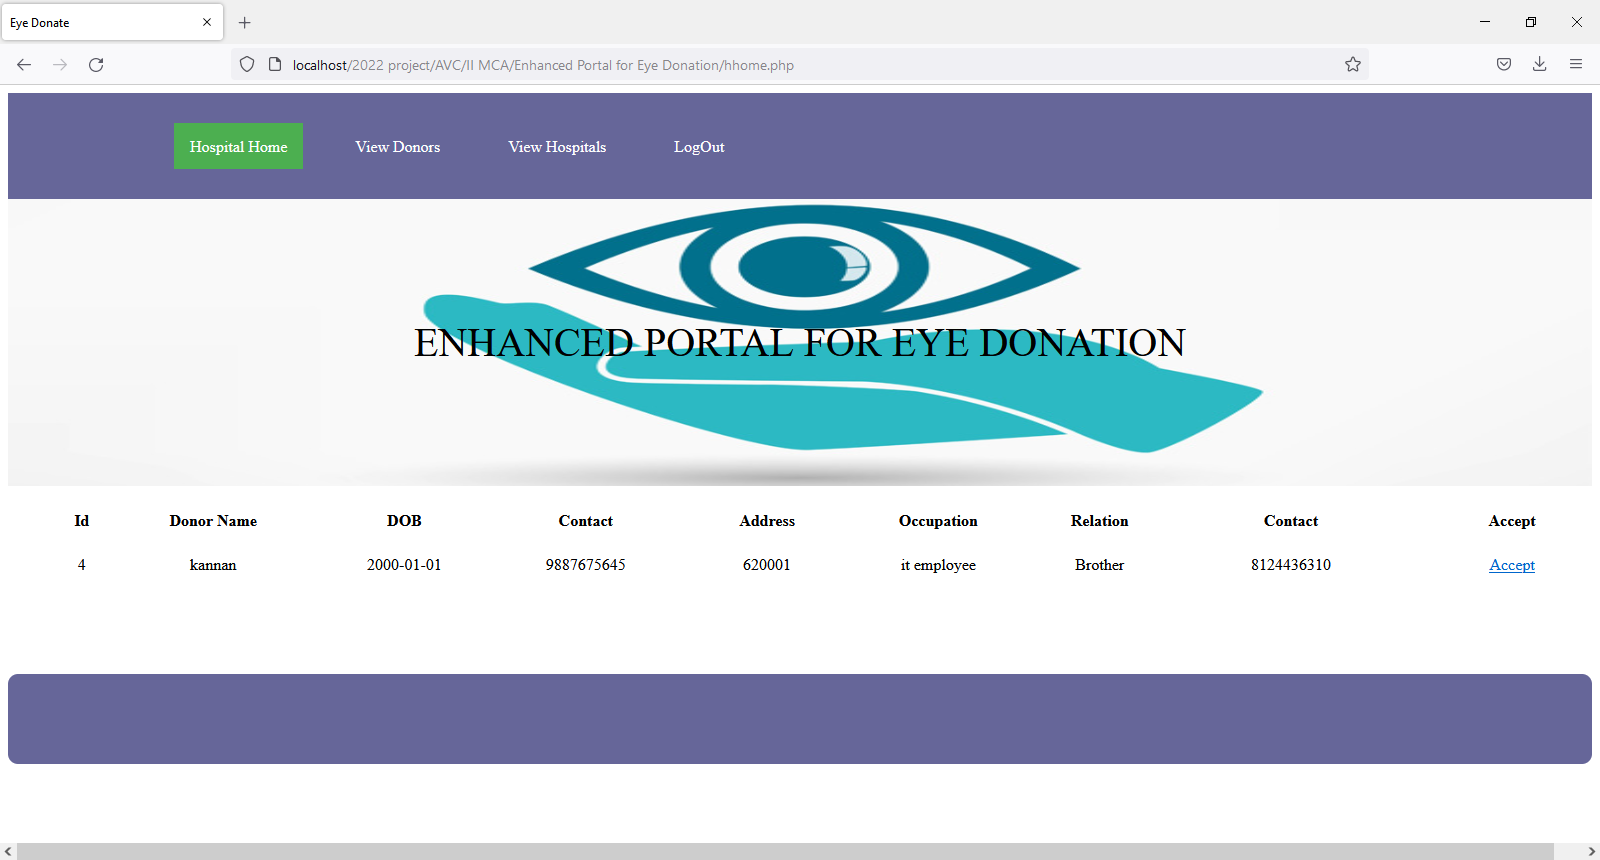 Eye Donate
localhost/2022 project/AVC/II MCA/Enhanced Portal for Eye Donation/hhome.php
Hospital Home View Donors View Hospitals LogOut
ENHANCED PORTAL FOR EYE DONATION
Id Donor Name DOB Contact Address Occupation Relation Contact Accept
4 kannan 2000-01-01 9887675645 620001 it employee Brother 8124436310 Accept